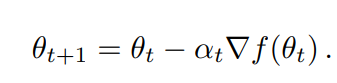 θ_{t+1} = θ_t − α_t∇f(θ_t) .